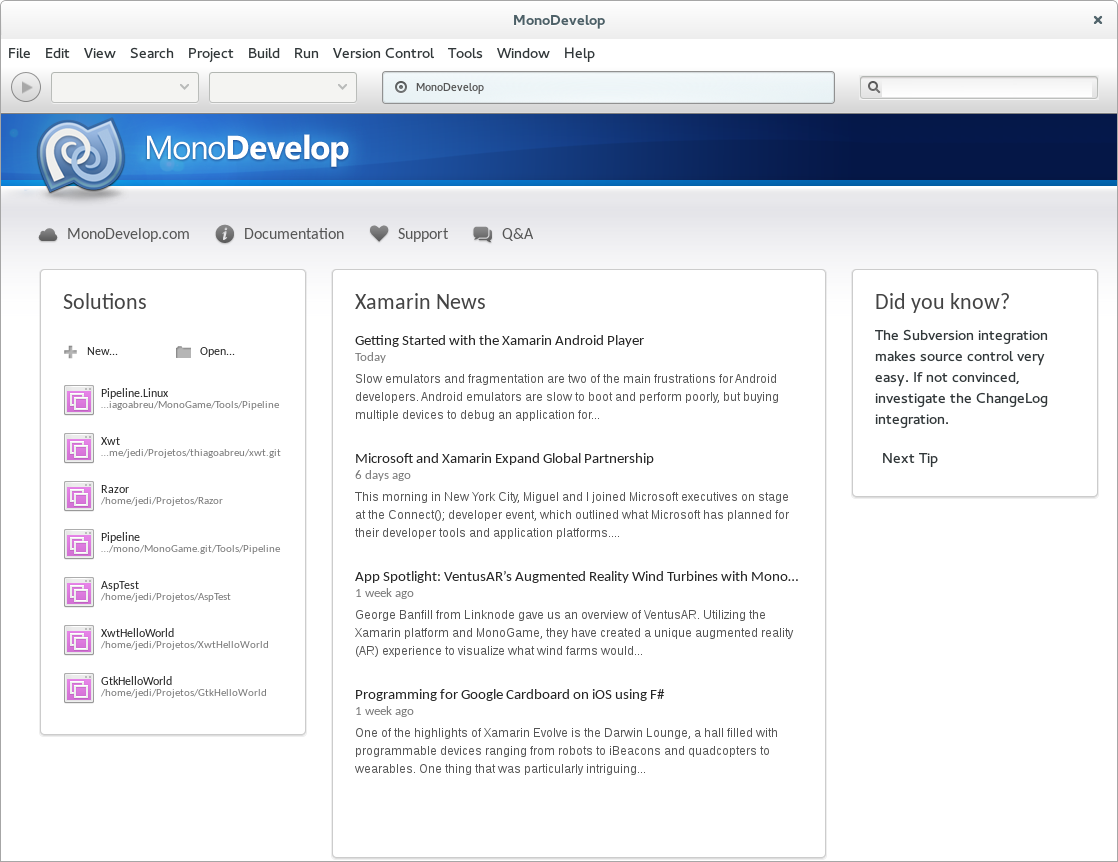 MonoDevelop
File Edit View Search Project Build Run Version Control Tools Window Help
MonoDevelop
MonoDevelop
MonoDevelop.com Documentation Support Q&A
Solutions
New... Open...
Pipeline.Linux
...iagoabreu/MonoGame/Tools/Pipeline
Xwt
...me/jedi/Projetos/thiagoabreu/xwt.git
Razor
/home/jedi/Projetos/Razor
Pipeline
.../mono/MonoGame.git/Tools/Pipeline
AspTest
/home/jedi/Projetos/AspTest
XwtHelloWorld
/home/jedi/Projetos/XwtHelloWorld
GtkHelloWorld
/home/jedi/Projetos/GtkHelloWorld
Xamarin News
Getting Started with the Xamarin Android Player
Today
Slow emulators and fragmentation are two of the main frustrations for Android
developers. Android emulators are slow to boot and perform poorly, but buying
multiple devices to debug an application for...
Microsoft and Xamarin Expand Global Partnership
6 days ago
This morning in New York City, Miguel and I joined Microsoft executives on stage
at the Connect(); developer event, which outlined what Microsoft has planned for
their developer tools and application platforms....
App Spotlight: VentusAR's Augmented Reality Wind Turbines with Mono...
1 week ago
George Banfill from Linknode gave us an overview of VentusAR. Utilizing the
Xamarin platform and MonoGame, they have created a unique augmented reality
(AR) experience to visualize what wind farms would...
Programming for Google Cardboard on iOS using F#
1 week ago
One of the highlights of Xamarin Evolve is the Darwin Lounge, a hall filled with
programmable devices ranging from robots to iBeacons and quadcopters to
wearables. One thing that was particularly intriguing...
Did you know?
The Subversion integration
makes source control very
easy. If not convinced,
investigate the ChangeLog
integration.
Next Tip